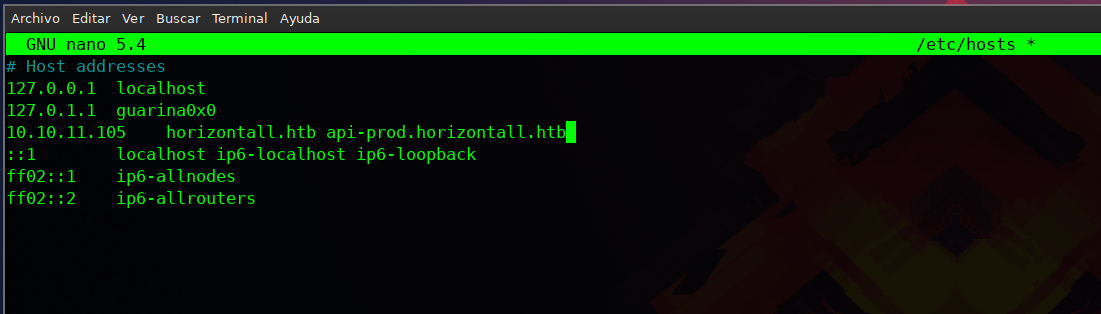 Archivo Editar Ver Buscar Terminal Ayuda
GNU nano 5.4 /etc/hosts *
# Host addresses
127.0.0.1 localhost
127.0.1.1 guarina0x0
10.10.11.105 horizontall.htb api-prod.horizontall.htb
::1 localhost ip6-localhost ip6-loopback
ff02::1 ip6-allnodes
ff02::2 ip6-allrouters